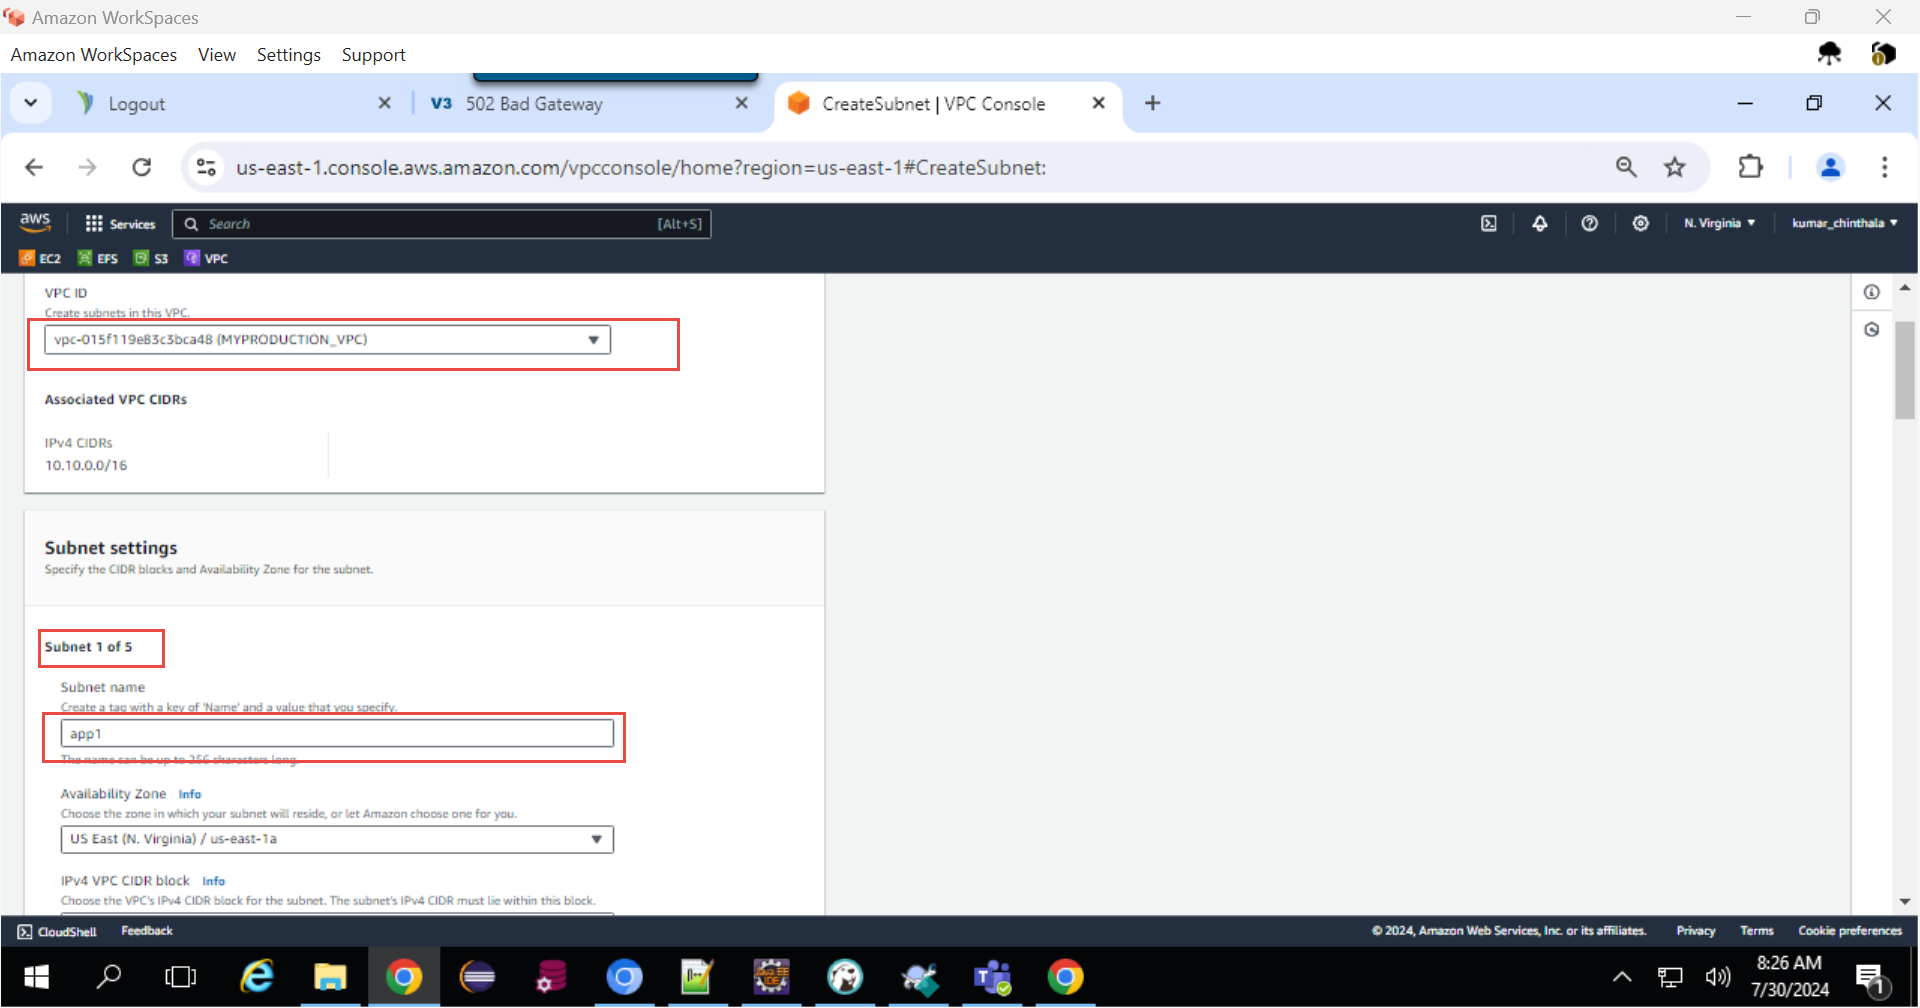 Amazon WorkSpaces
Amazon WorkSpaces View Settings Support
Logout
V3 502 Bad Gateway
CreateSubnet | VPC Console
us-east-1.console.aws.amazon.com/vpcconsole/home?region=us-east-1#CreateSubnet:
aws Services Search [Alt+S] N. Virginia kumar_chinthala
EC2 EFS S3 VPC
VPC ID
Create subnets in this VPC.
vpc-015f119e83c3bca48 (MYPRODUCTION_VPC)
Associated VPC CIDRs
IPv4 CIDRs
10.10.0.0/16
Subnet settings
Specify the CIDR blocks and Availability Zone for the subnet.
Subnet 1 of 5
Subnet name
Create a tag with a key of 'Name' and a value that you specify.
app1
The name can be up to 256 characters long.
Availability Zone Info
Choose the zone in which your subnet will reside, or let Amazon choose one for you.
US East (N. Virginia) / us-east-1a
IPv4 VPC CIDR block Info
Choose the VPC's IPv4 CIDR block for the subnet. The subnet's IPv4 CIDR must lie within this block.
CloudShell Feedback © 2024, Amazon Web Services, Inc. or its affiliates. Privacy Terms Cookie preferences
8:26 AM
7/30/2024
1